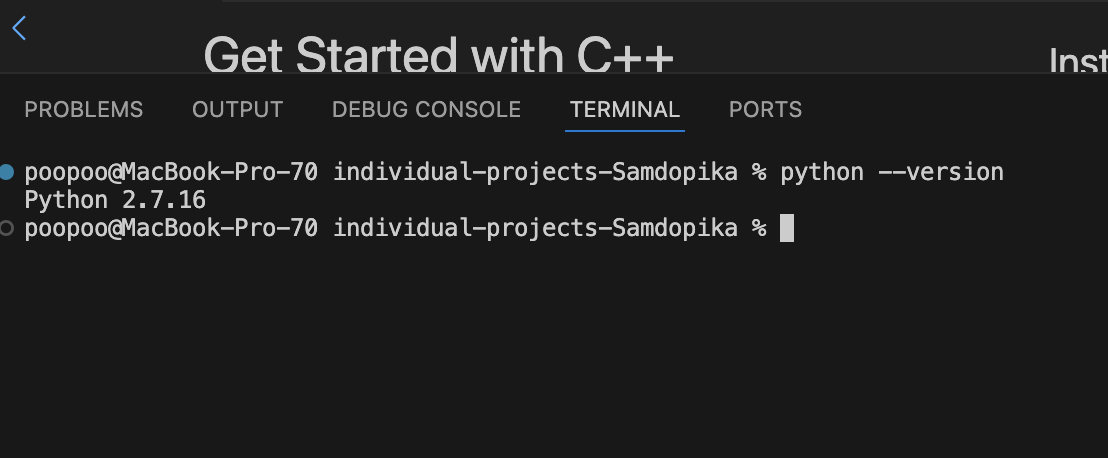 Get Started with C++
Inst
PROBLEMS OUTPUT DEBUG CONSOLE TERMINAL PORTS
poopoo@MacBook-Pro-70 individual-projects-Samdopika % python --version
Python 2.7.16
poopoo@MacBook-Pro-70 individual-projects-Samdopika %